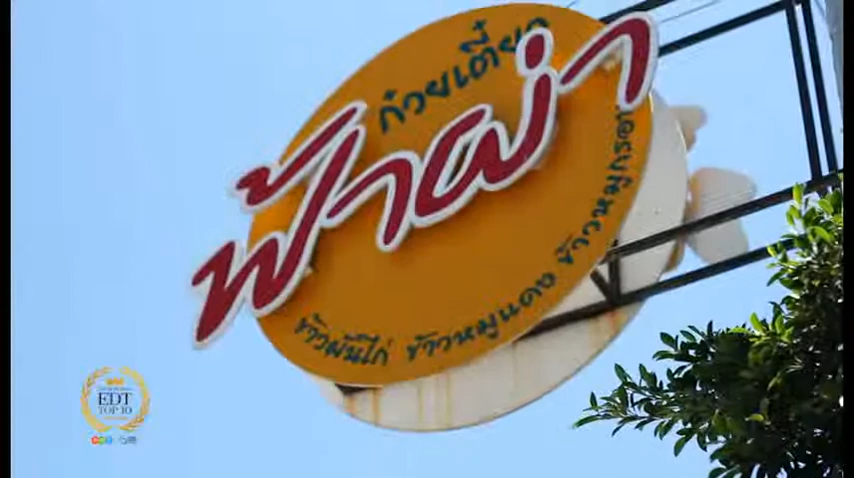 ก๋วยเตี๋ยว
ฟ้าผ่า
ข้าวมันไก่ ข้าวหมูแดง ข้าวหมูกรอบ
EDT
TOP 10